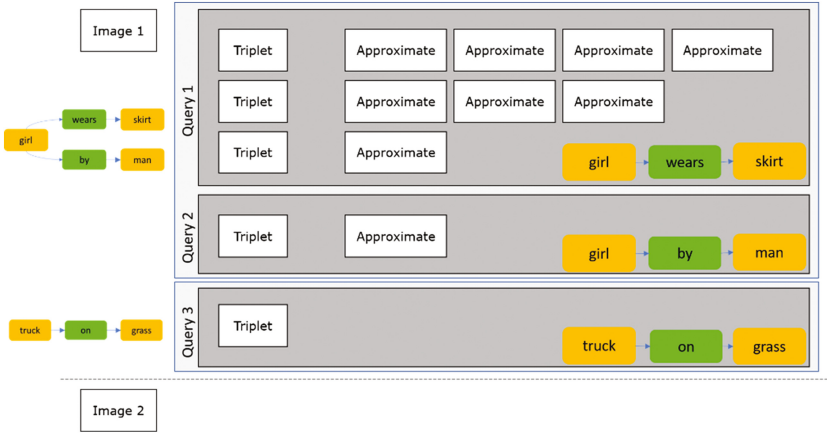 Image 1
girl
wears
skirt
by
man
Query 1
Triplet Approximate Approximate Approximate Approximate
Triplet Approximate Approximate Approximate
Triplet Approximate
girl wears skirt
Query 2
Triplet Approximate
girl by man
truck on grass
Query 3
Triplet
truck on grass
Image 2